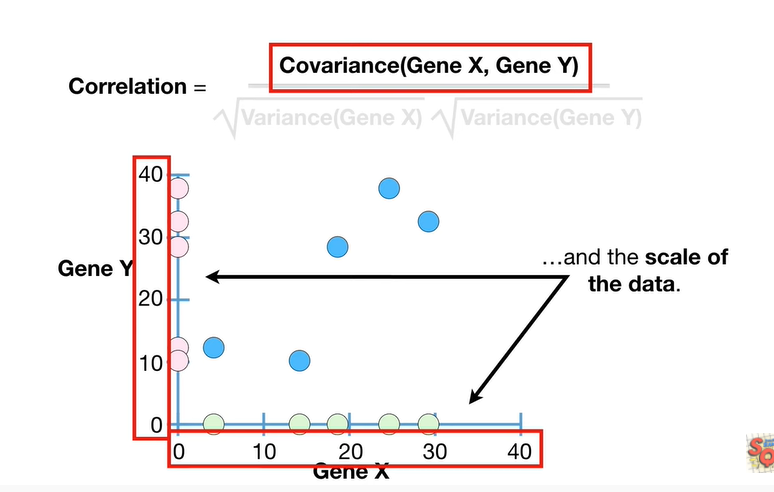 Covariance(Gene X, Gene Y)
Correlation =
Variance(Gene X) Variance(Gene Y)
40
30
Gene Y
20
10
0
…and the scale of
the data.
0 10 20 30 40
Gene X